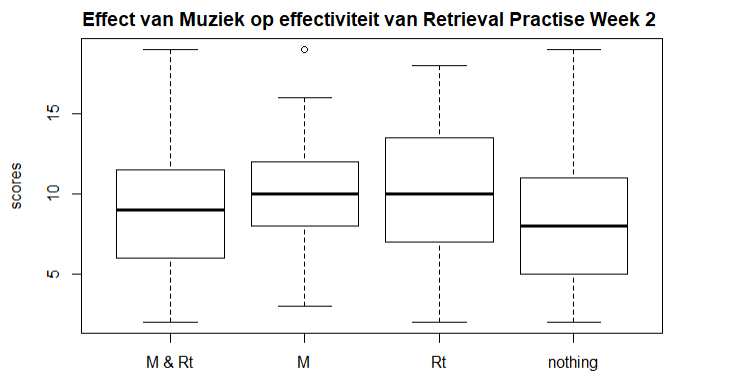 Effect van Muziek op effectiviteit van Retrieval Practise Week 2
scores
15
10
5
M & Rt
M
Rt
nothing